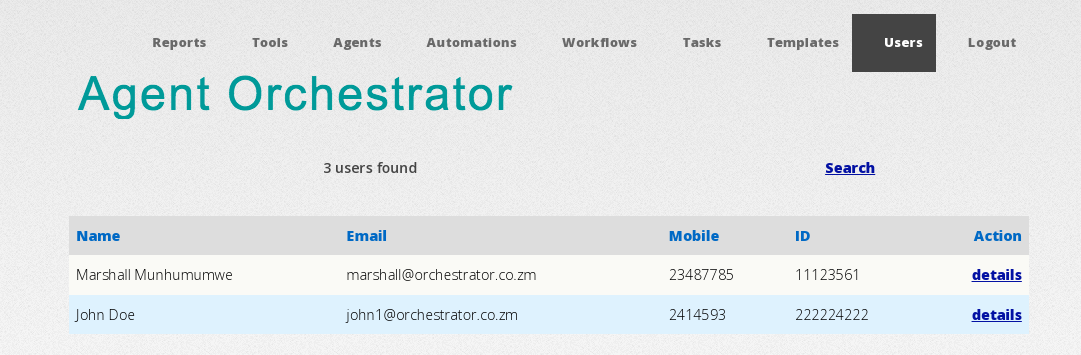 Reports Tools Agents Automations Workflows Tasks Templates Users Logout
Agent Orchestrator
3 users found Search
Name Email Mobile ID Action
Marshall Munhumumwe marshall@orchestrator.co.zm 23487785 11123561 details
John Doe john1@orchestrator.co.zm 2414593 222224222 details